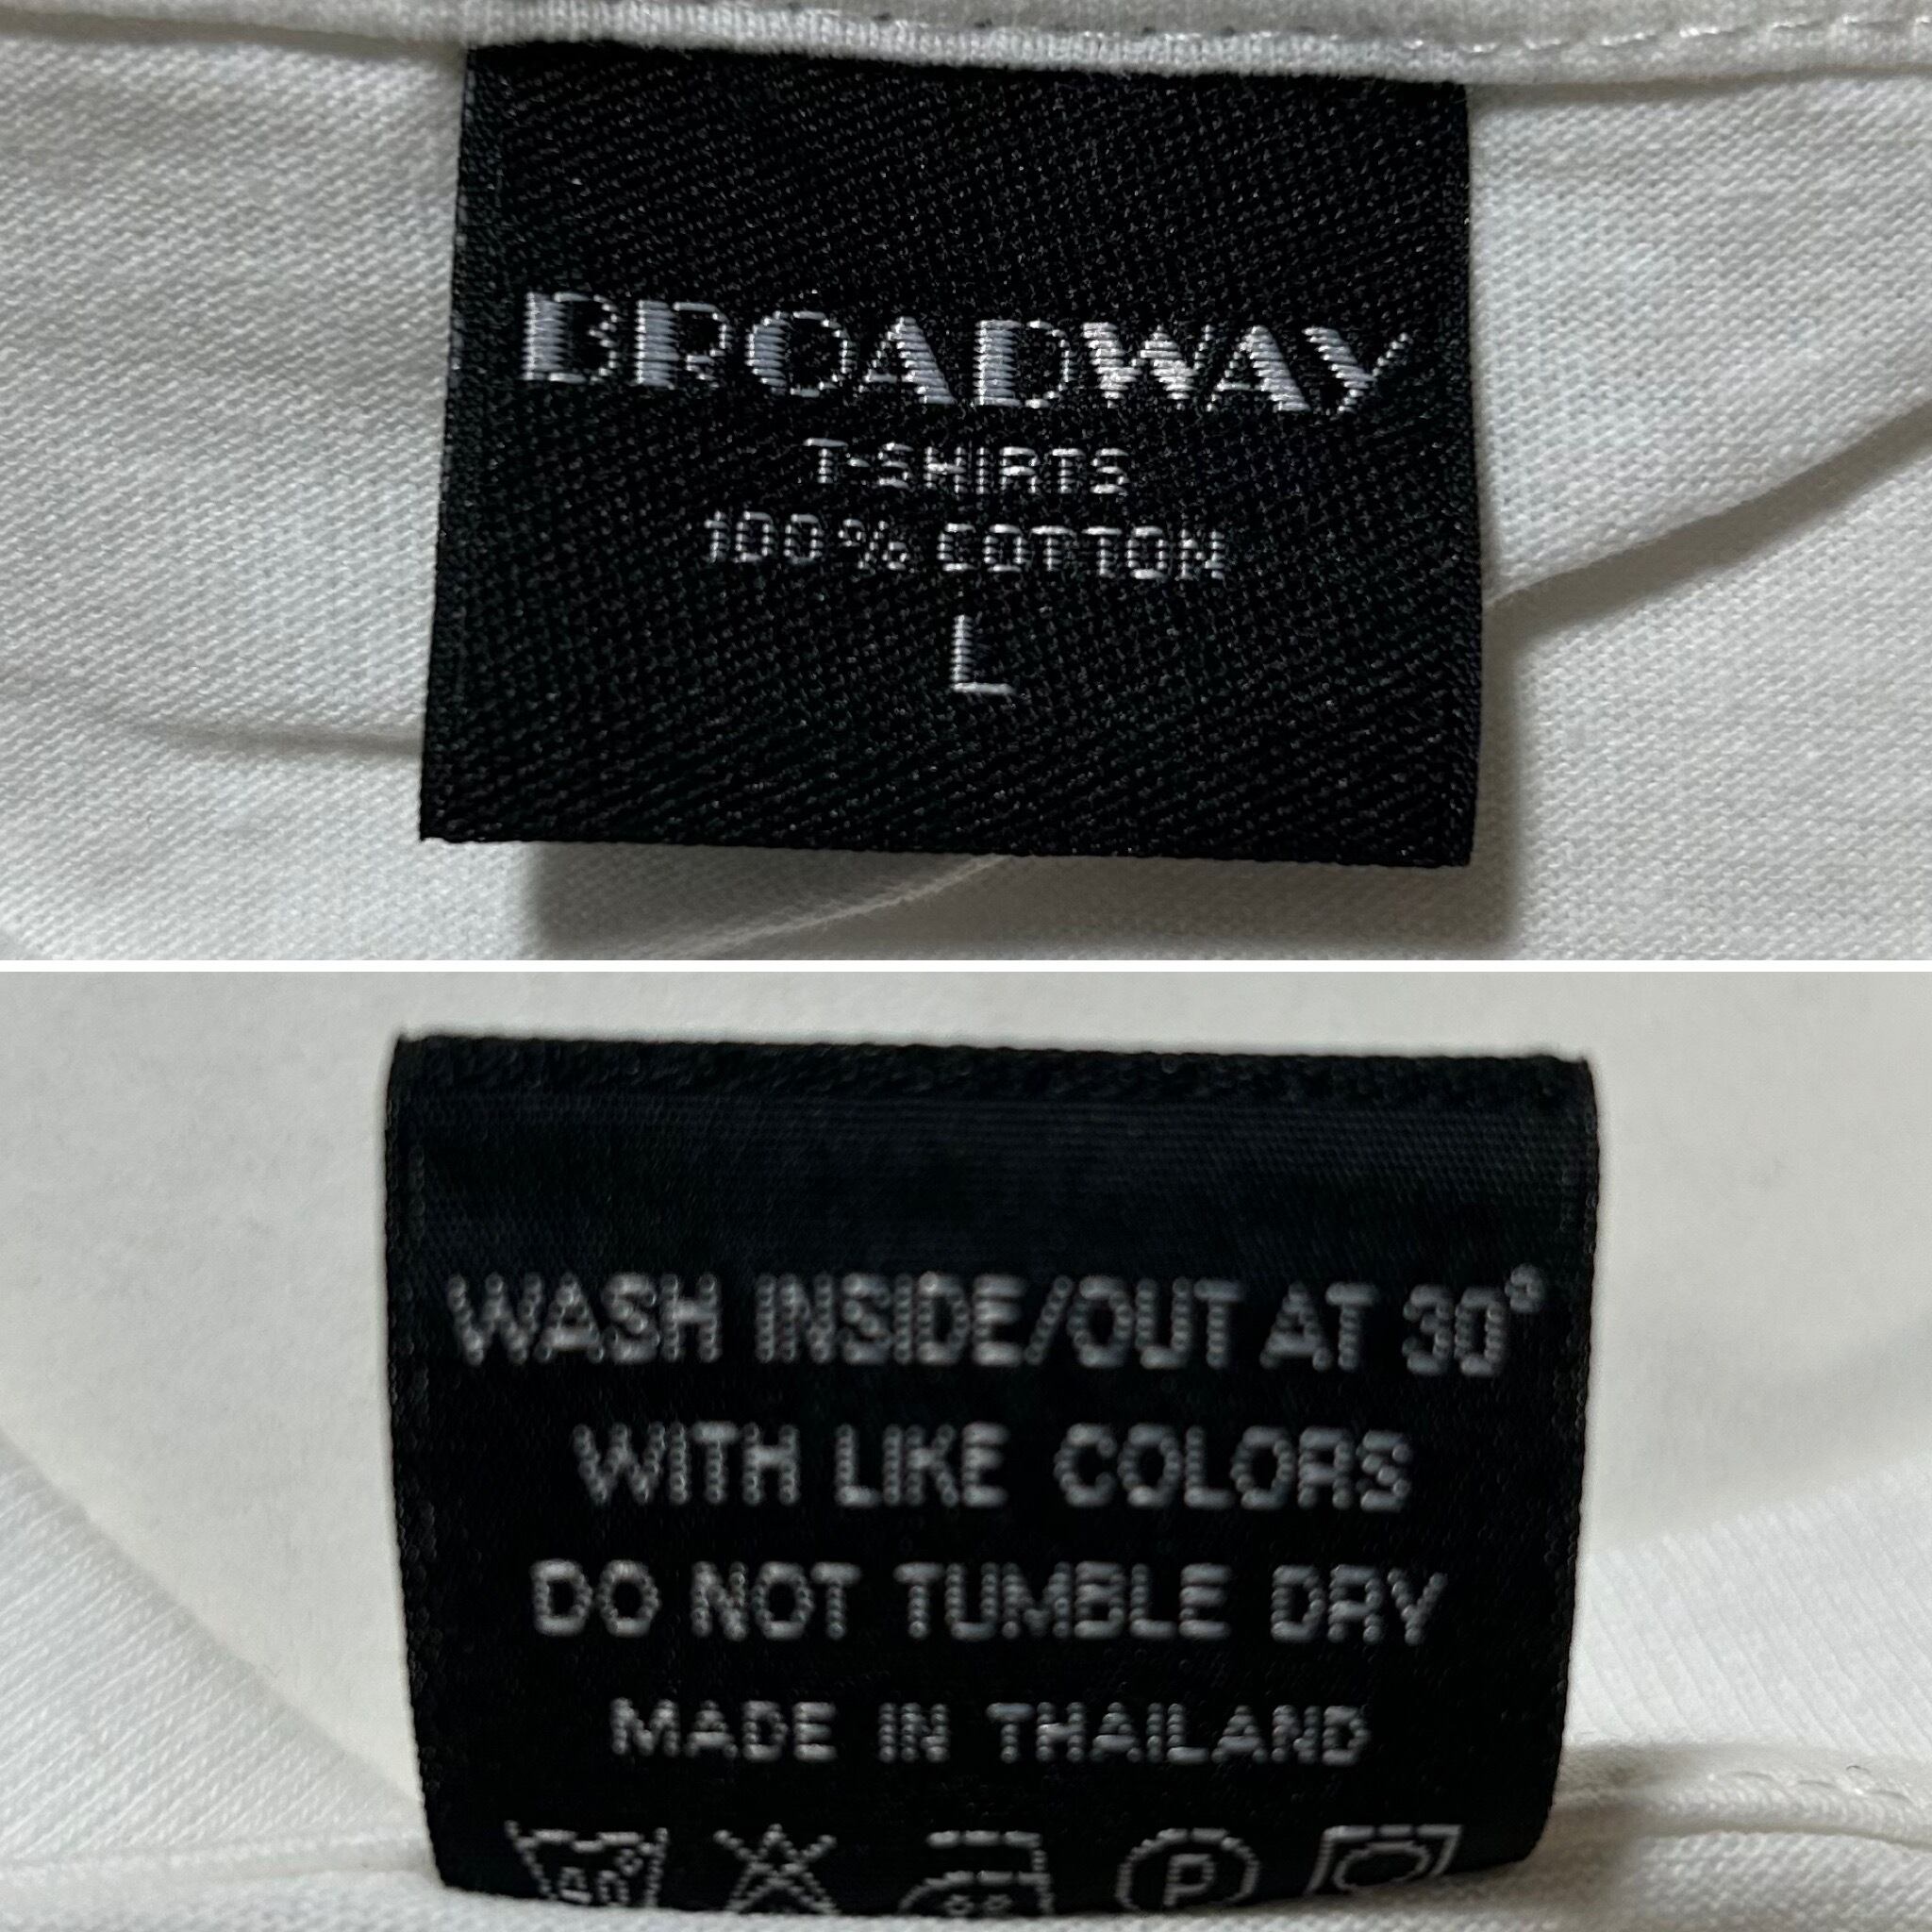 BROADWAY
T-SHIRTS
100% COTTON
L
WASH INSIDE/OUT AT 30°
WITH LIKE COLORS
DO NOT TUMBLE DRY
MADE IN THAILAND
P